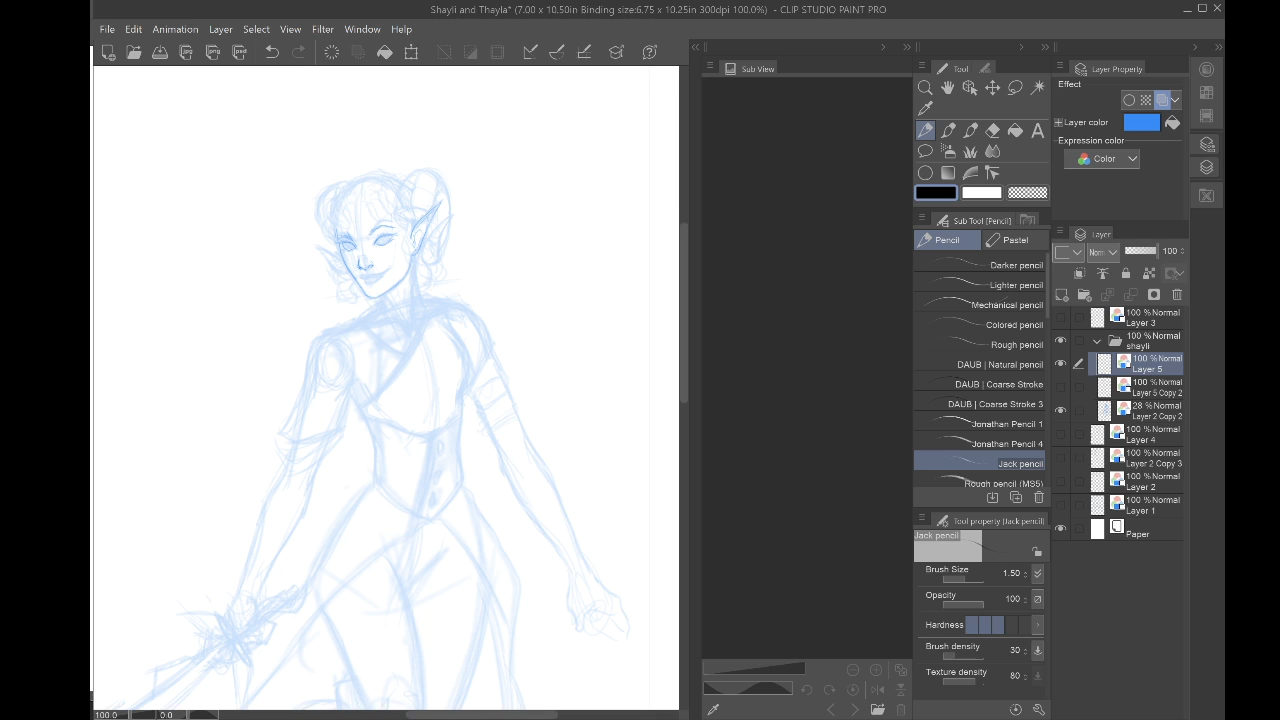 Shayli and Thayla* (7.00 x 10.50in Binding size:6.75 x 10.25in 300dpi 100.0%) - CLIP STUDIO PAINT PRO
File Edit Animation Layer Select View Filter Window Help
Sub View
Tool
Layer Property
Effect
Layer color
Expression color
Color
Sub Tool [Pencil]
Pencil
Pastel
Darker pencil
Lighter pencil
Mechanical pencil
Colored pencil
Rough pencil
DAUB | Natural pencil
DAUB | Coarse Stroke
DAUB | Coarse Stroke 3
Jonathan Pencil 1
Jonathan Pencil 4
Jack pencil
Rough pencil (MS5)
Tool property [Jack pencil]
Jack pencil
Brush Size 1.50
Opacity 100
Hardness
Brush density 30
Texture density 80
Layer
Norm 100
100 % Normal
Layer 3
100 % Normal
shayli
100 % Normal
Layer 5
100 % Normal
Layer 5 Copy 2
28 % Normal
Layer 2 Copy 2
100 % Normal
Layer 4
100 % Normal
Layer 2 Copy 3
100 % Normal
Layer 2
100 % Normal
Layer 1
Paper
100.0 0.0